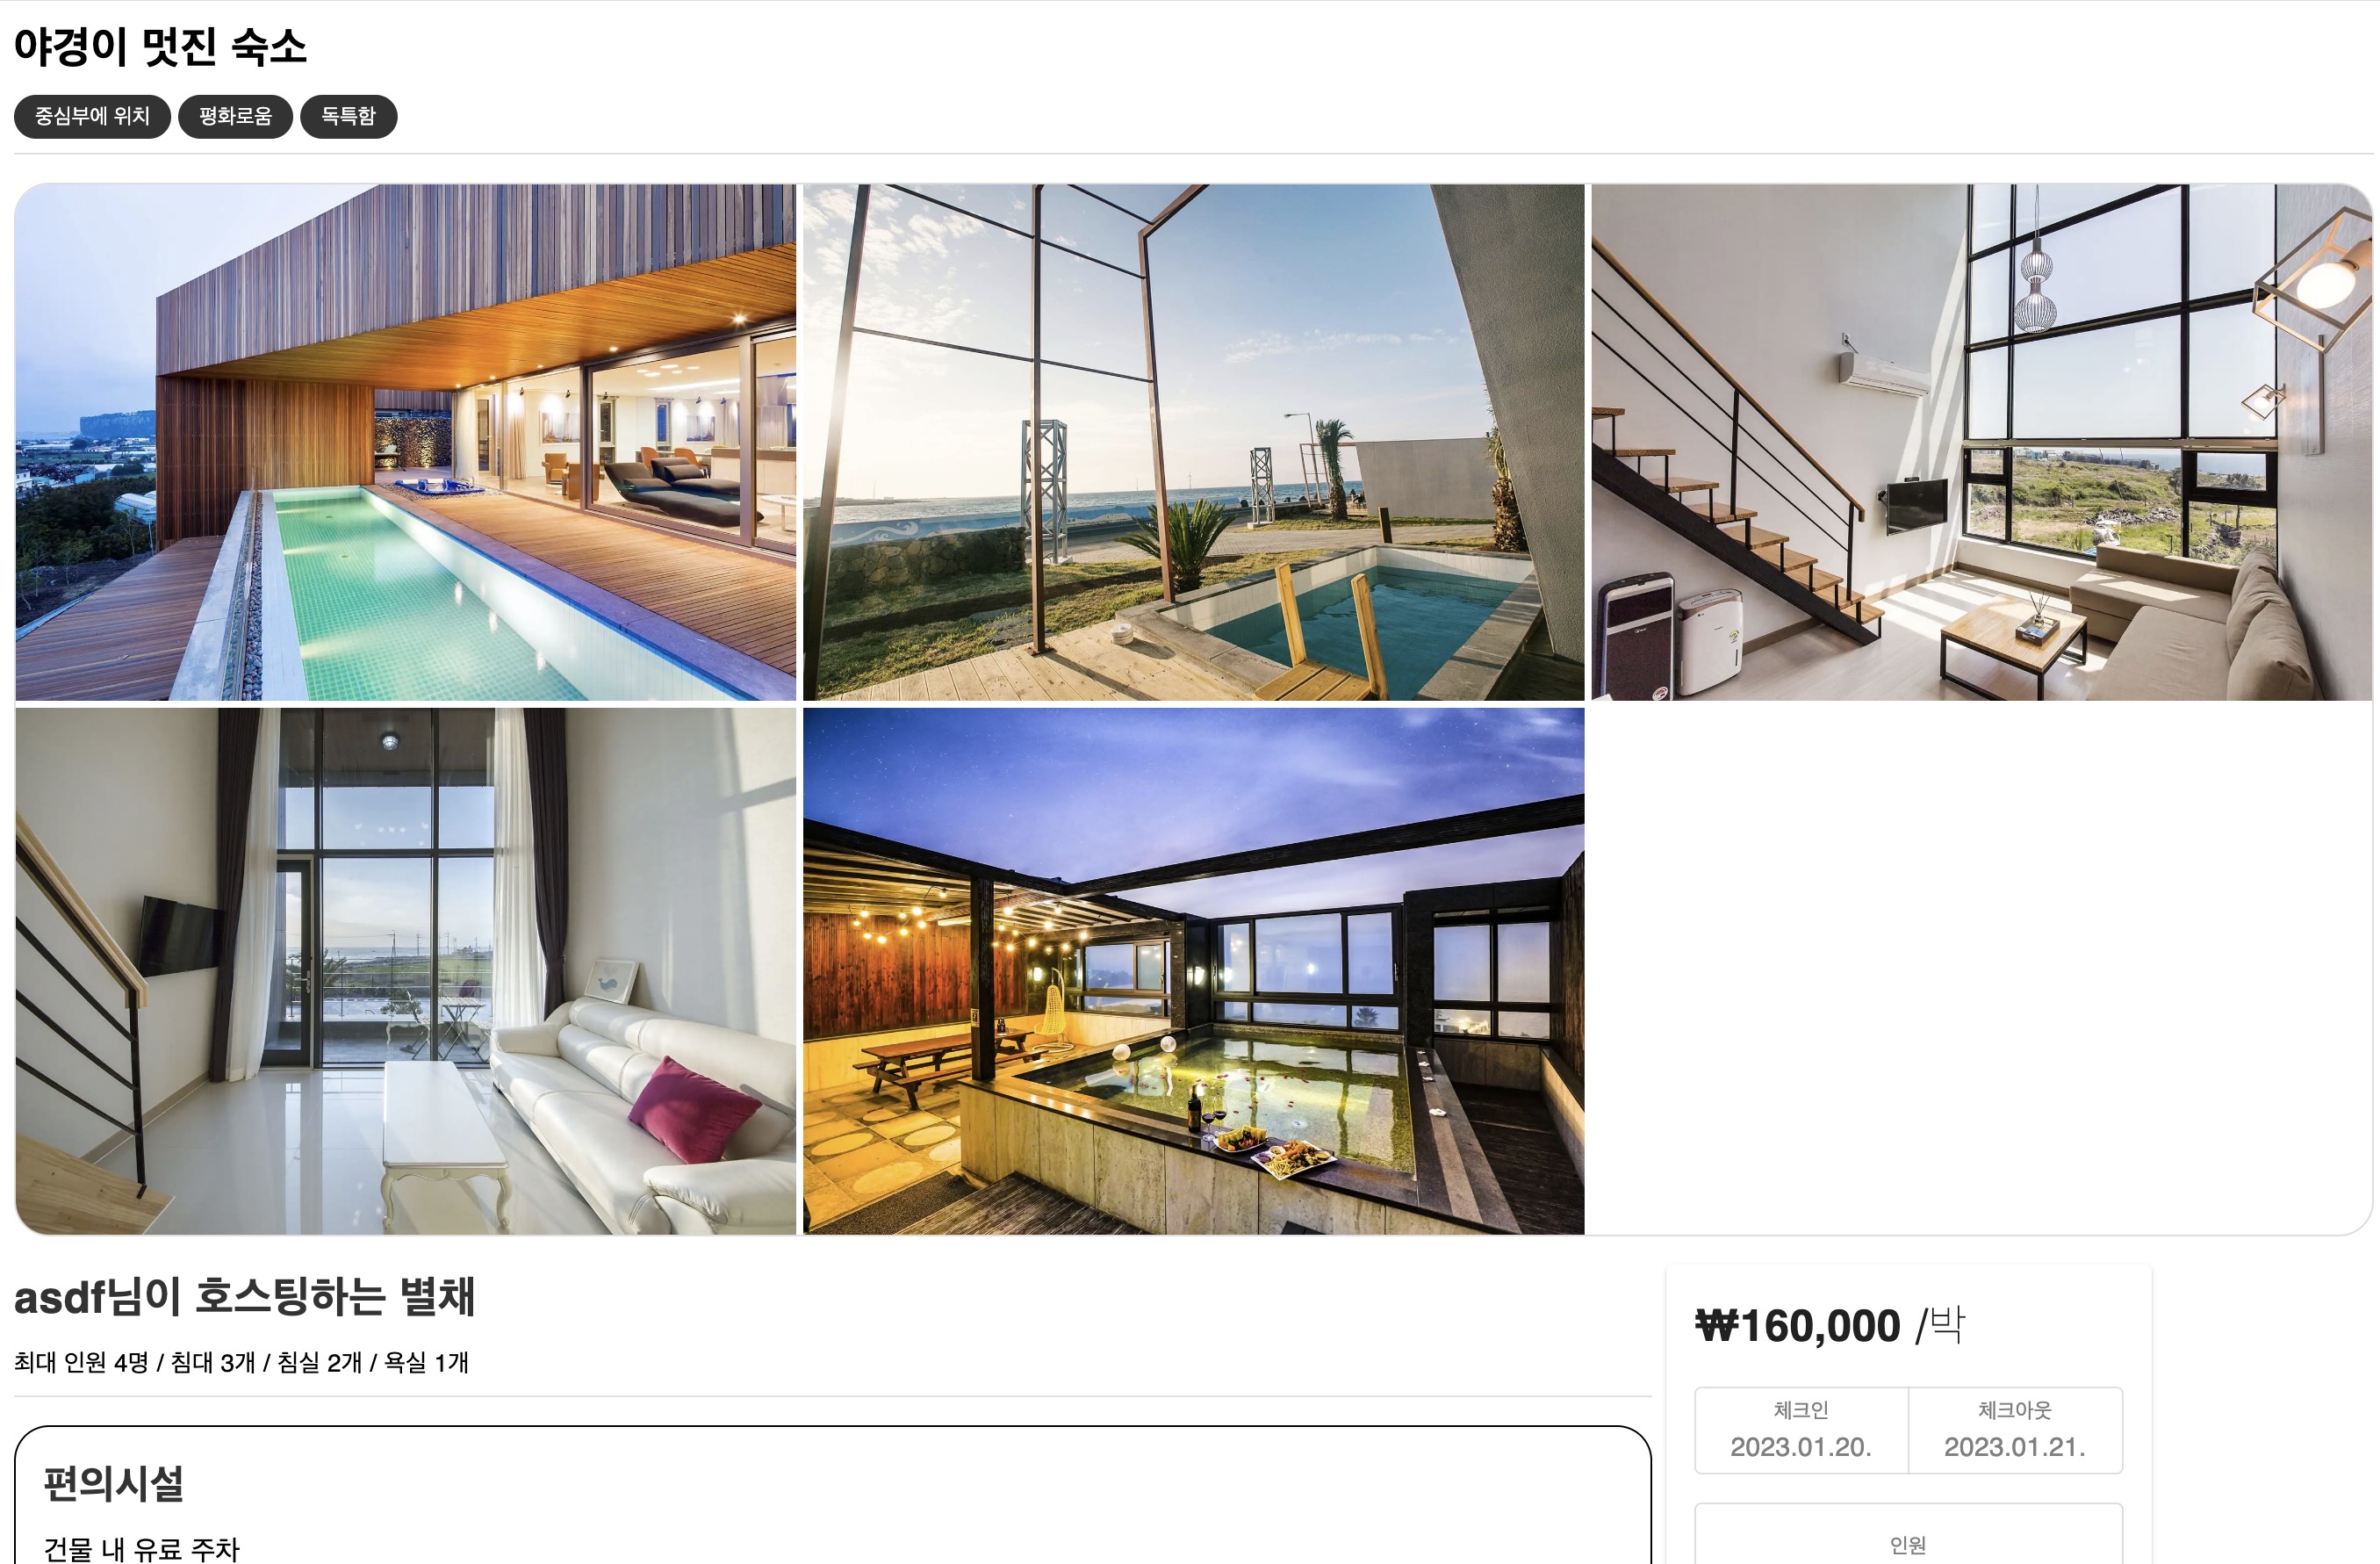 야경이 멋진 숙소
중심부에 위치 평화로움 독특함
asdf님이 호스팅하는 별채
최대 인원 4명 / 침대 3개 / 침실 2개 / 욕실 1개
편의시설
건물 내 유료 주차
₩160,000 /박
체크인 체크아웃
2023.01.20. 2023.01.21.
인원